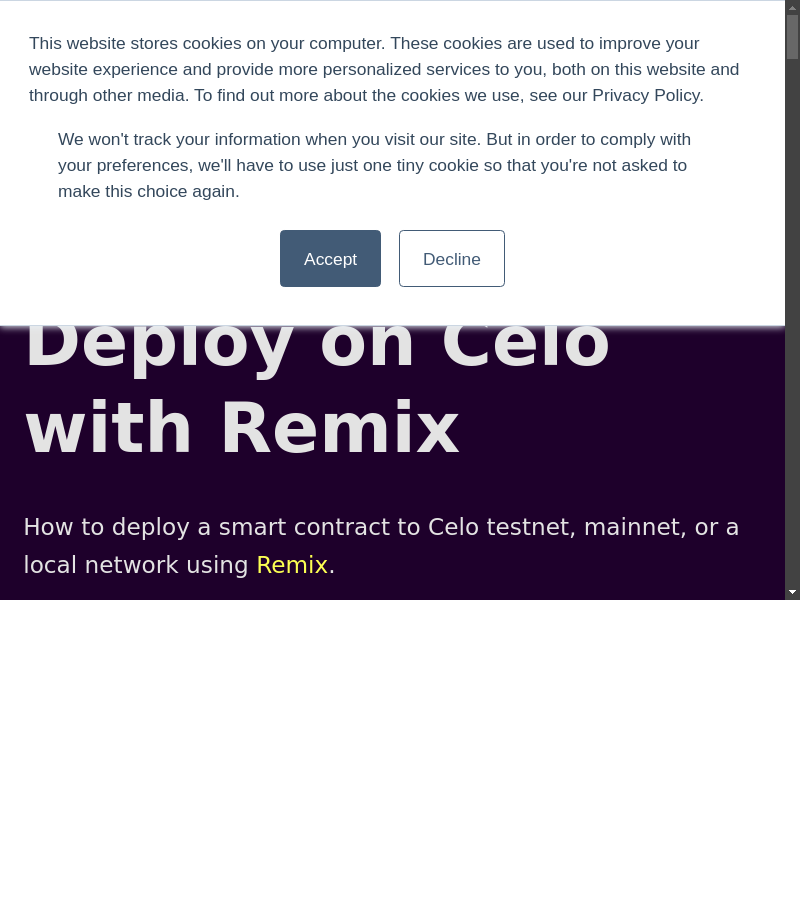 This website stores cookies on your computer. These cookies are used to improve your
website experience and provide more personalized services to you, both on this website and
through other media. To find out more about the cookies we use, see our Privacy Policy.
We won't track your information when you visit our site. But in order to comply with
your preferences, we'll have to use just one tiny cookie so that you're not asked to
make this choice again.
Accept Decline
Deploy on Celo
with Remix
How to deploy a smart contract to Celo testnet, mainnet, or a
local network using Remix.